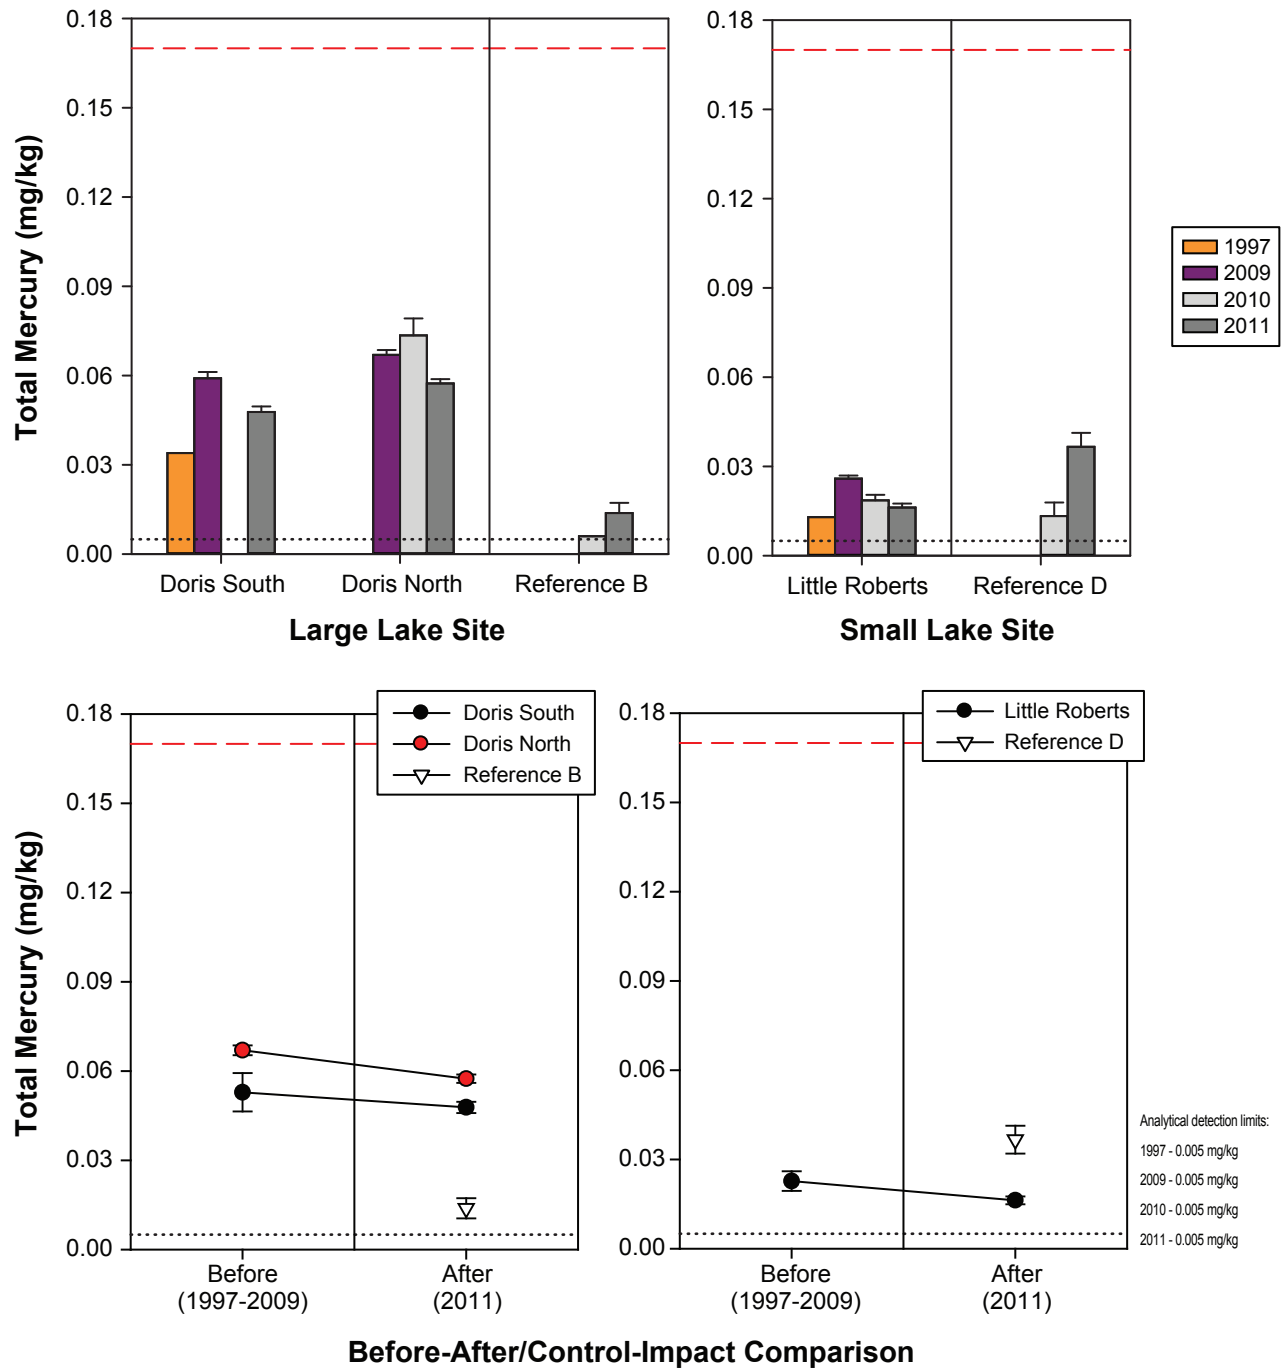 Total Mercury (mg/kg)
0.18
0.15
0.12
0.09
0.06
0.03
0.00
Doris South Doris North Reference B
Large Lake Site
0.18
0.15
0.12
0.09
0.06
0.03
0.00
Little Roberts Reference D
Small Lake Site
1997
2009
2010
2011
Total Mercury (mg/kg)
0.18
0.15
0.12
0.09
0.06
0.03
0.00
Doris South
Doris North
Reference B
Before After
(1997-2009) (2011)
0.18
0.15
0.12
0.09
0.06
0.03
0.00
Little Roberts
Reference D
Before After
(1997-2009) (2011)
Analytical detection limits:
1997 - 0.005 mg/kg
2009 - 0.005 mg/kg
2010 - 0.005 mg/kg
2011 - 0.005 mg/kg
Before-After/Control-Impact Comparison